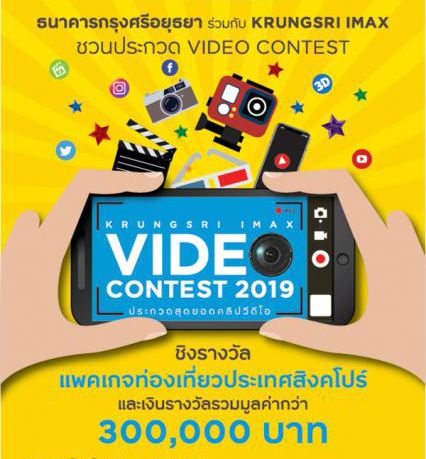 ธนาคารกรุงศรีอยุธยา ร่วมกับ KRUNGSRI IMAX
ชวนประกวด VIDEO CONTEST
3D
REC
KRUNGSRI IMAX
VIDEO
CONTEST 2019
ประกวดสุดยอดคลิปวีดีโอ
ชิงรางวัล
แพคเกจท่องเที่ยวประเทศสิงคโปร์
และเงินรางวัลรวมมูลค่ากว่า
300,000 บาท